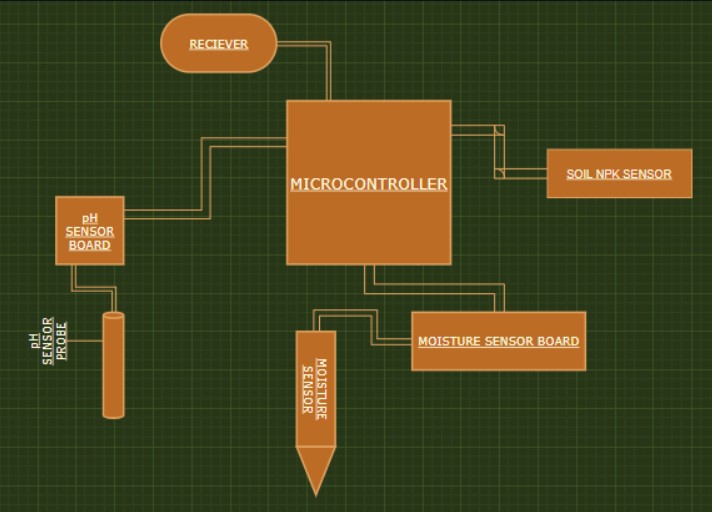 RECIEVER
MICROCONTROLLER
SOIL NPK SENSOR
pH
SENSOR
BOARD
pH
SENSOR
PROBE
MOISTURE
SENSOR
MOISTURE SENSOR BOARD